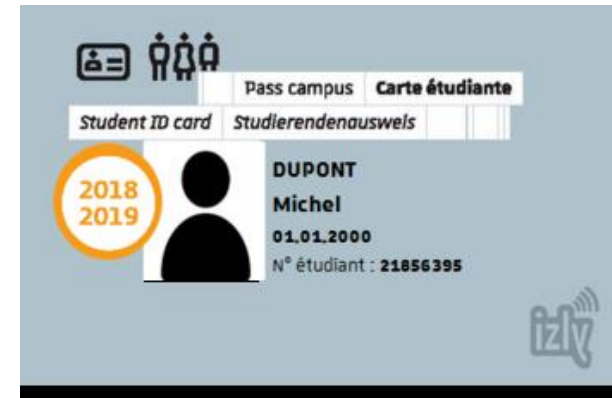 Pass campus Carte étudiante
Student ID card Studierendenausweis
2018
2019
DUPONT
Michel
01.01.2000
N° étudiant : 21856395
izly